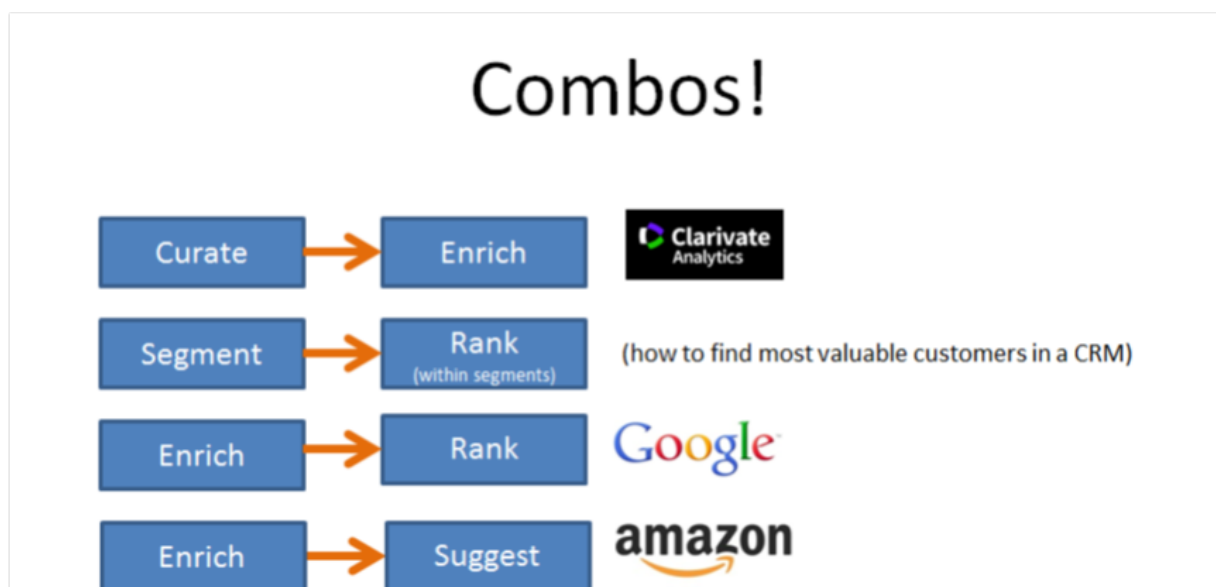 Combos!
Curate
Enrich
Clarivate
Analytics
Segment
Rank
(within segments)
(how to find most valuable customers in a CRM)
Enrich
Rank
Google
Enrich
Suggest
amazon